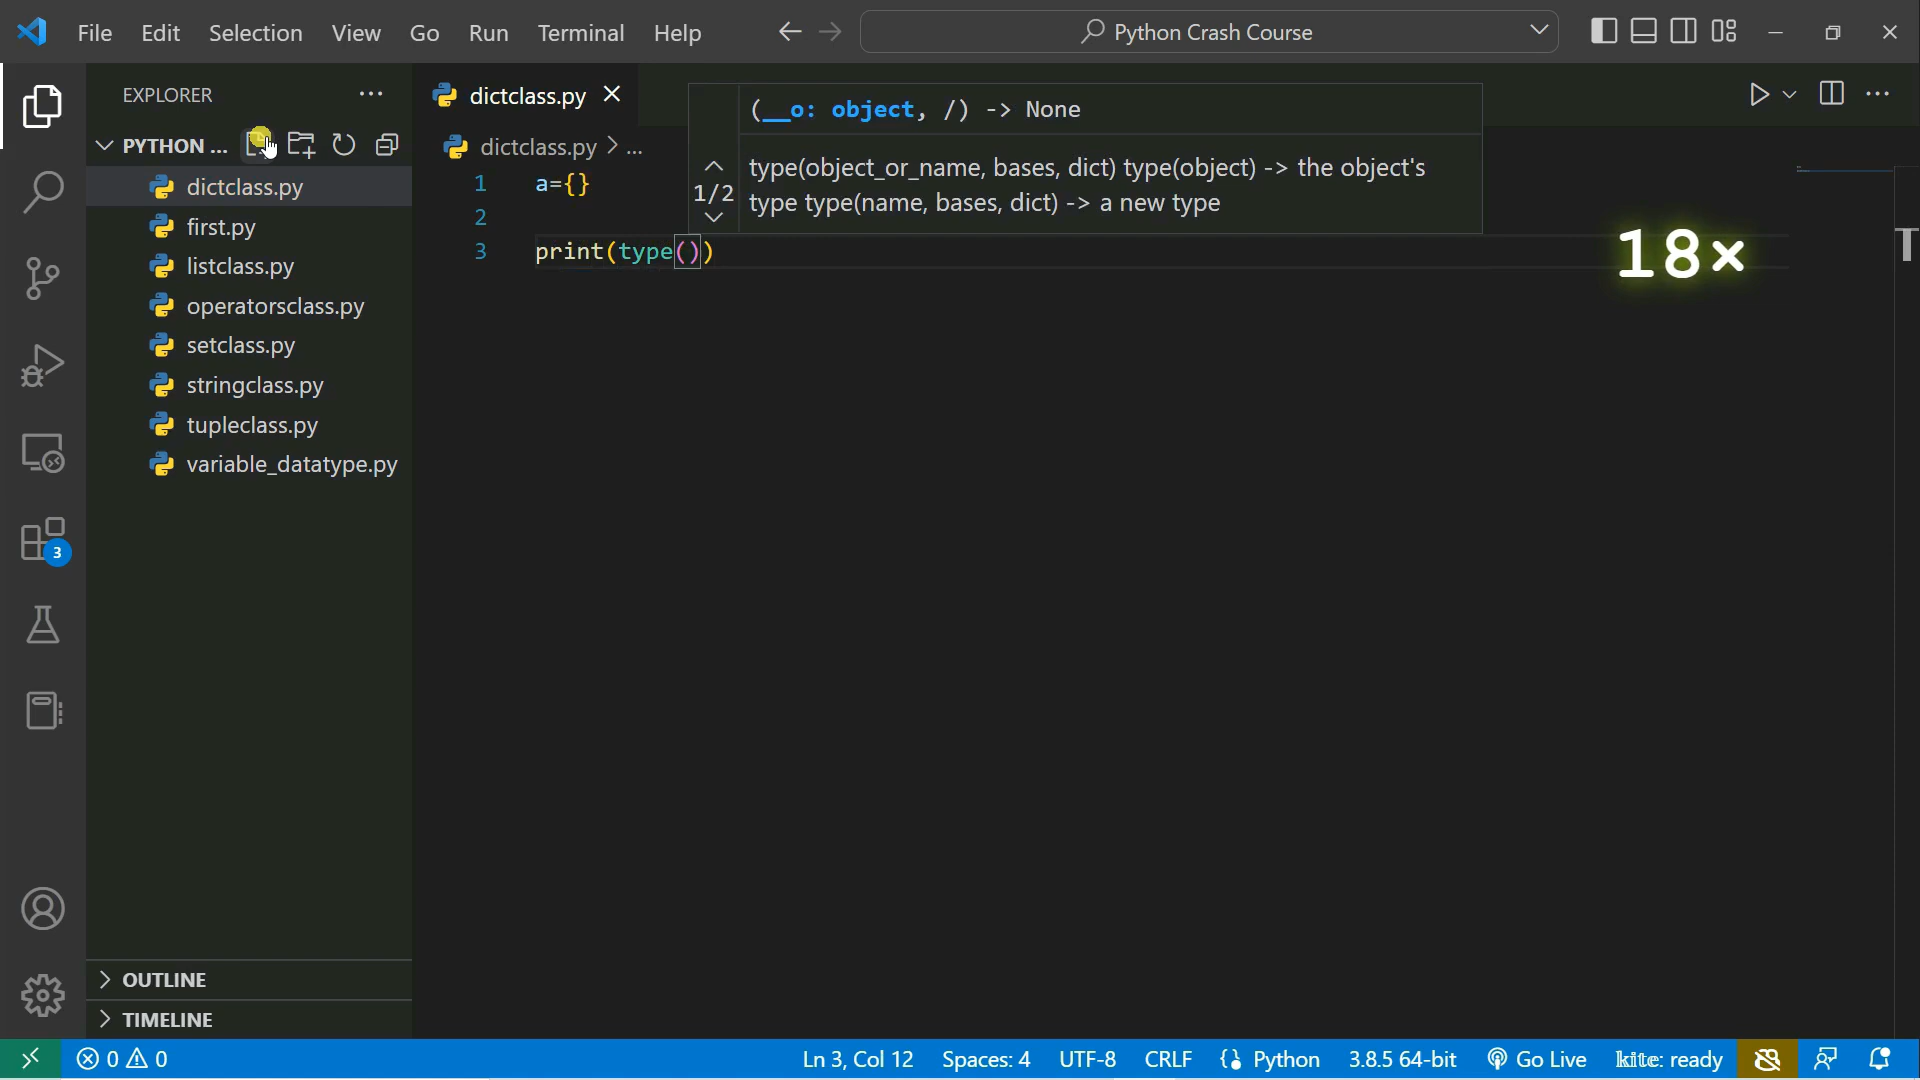 File Edit Selection View Go Run Terminal Help Python Crash Course
EXPLORER
PYTHON ...
dictclass.py
first.py
listclass.py
operatorsclass.py
setclass.py
stringclass.py
tupleclass.py
variable_datatype.py
OUTLINE
TIMELINE
dictclass.py
dictclass.py > ...
1 a={}
2
3 print(type())
(__o: object, /) -> None
1/2
type(object_or_name, bases, dict) type(object) -> the object's
type type(name, bases, dict) -> a new type
18×
3
0 0 Ln 3, Col 12 Spaces: 4 UTF-8 CRLF Python 3.8.5 64-bit Go Live kite: ready